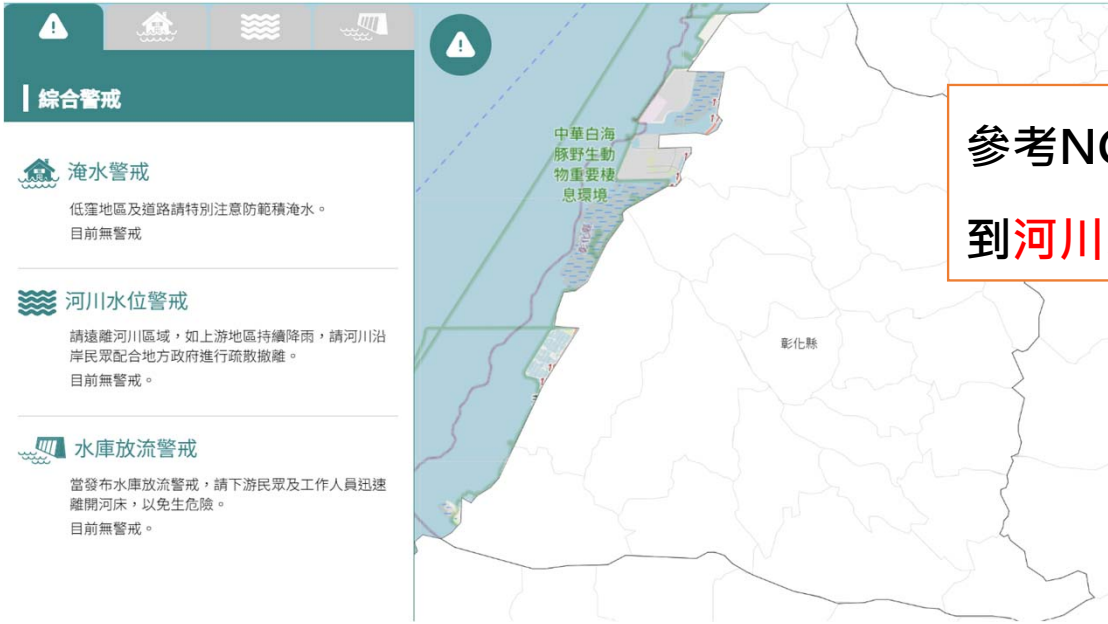 綜合警戒
淹水警戒
低窪地區及道路請特別注意防範積淹水。
目前無警戒
河川水位警戒
請遠離河川區域，如上游地區持續降雨，請河川沿
岸民眾配合地方政府進行疏散撤離。
目前無警戒。
水庫放流警戒
當發布水庫放流警戒，請下游民眾及工作人員迅速
離開河床，以免生危險。
目前無警戒。
中華白海
豚野生動
物重要棲
息環境
彰化縣
參考NC
到河川